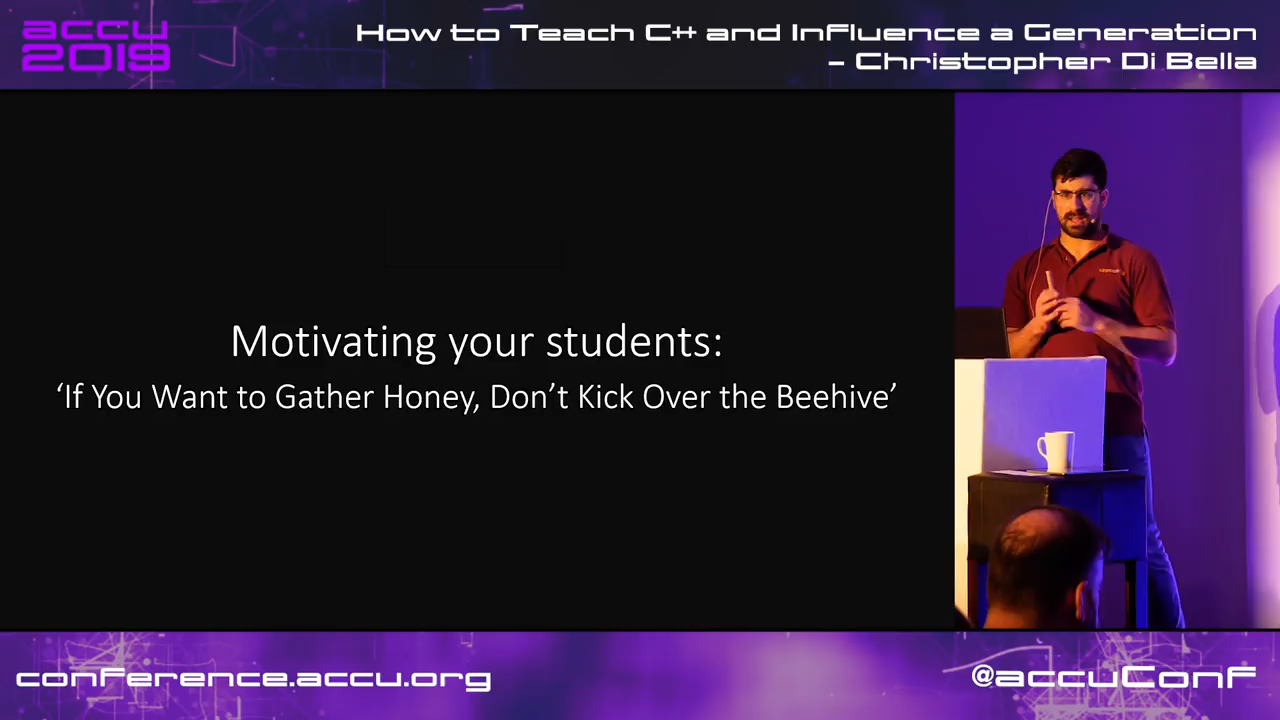 accu
2019
How to Teach C++ and Influence a Generation
– Christopher Di Bella
Motivating your students:
‘If You Want to Gather Honey, Don’t Kick Over the Beehive’
conference.accu.org
@accuConf